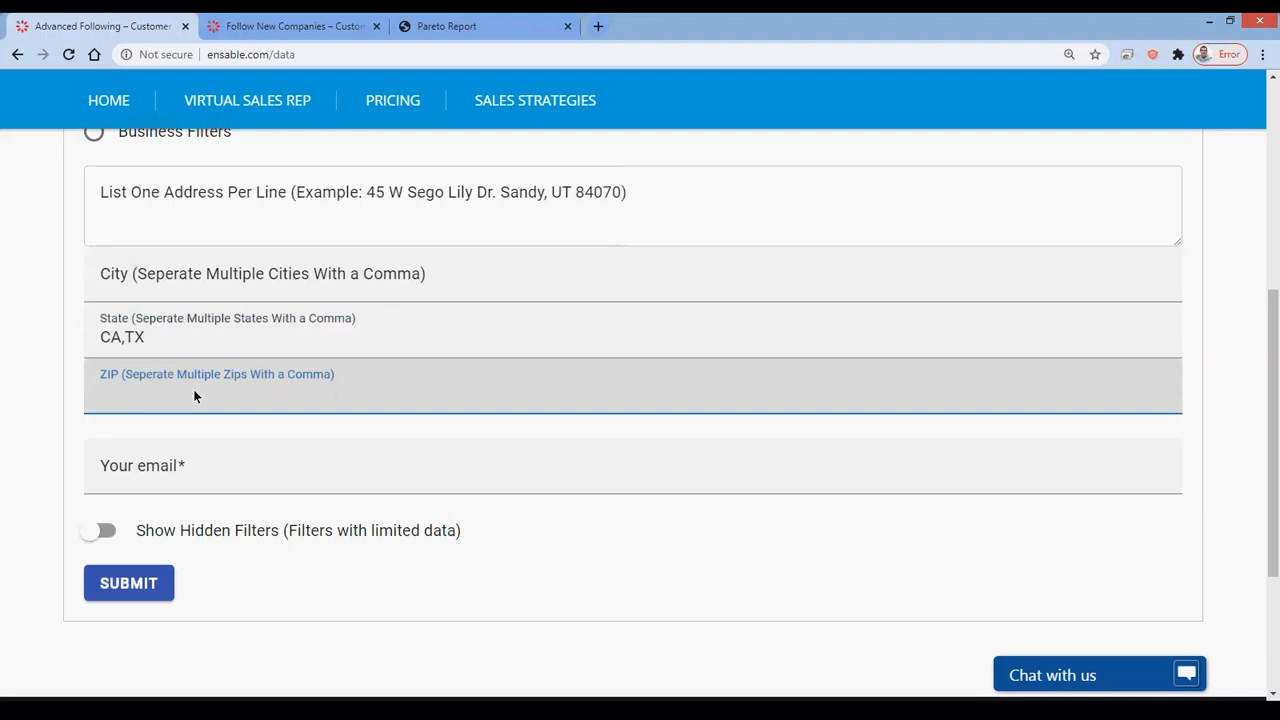 Advanced Following – Customer
Follow New Companies – Custon
Pareto Report
Not secure
ensable.com/data
Error
HOME
VIRTUAL SALES REP
PRICING
SALES STRATEGIES
Business Filters
List One Address Per Line (Example: 45 W Sego Lily Dr. Sandy, UT 84070)
City (Seperate Multiple Cities With a Comma)
State (Seperate Multiple States With a Comma)
CA,TX
ZIP (Seperate Multiple Zips With a Comma)
Your email*
Show Hidden Filters (Filters with limited data)
SUBMIT
Chat with us